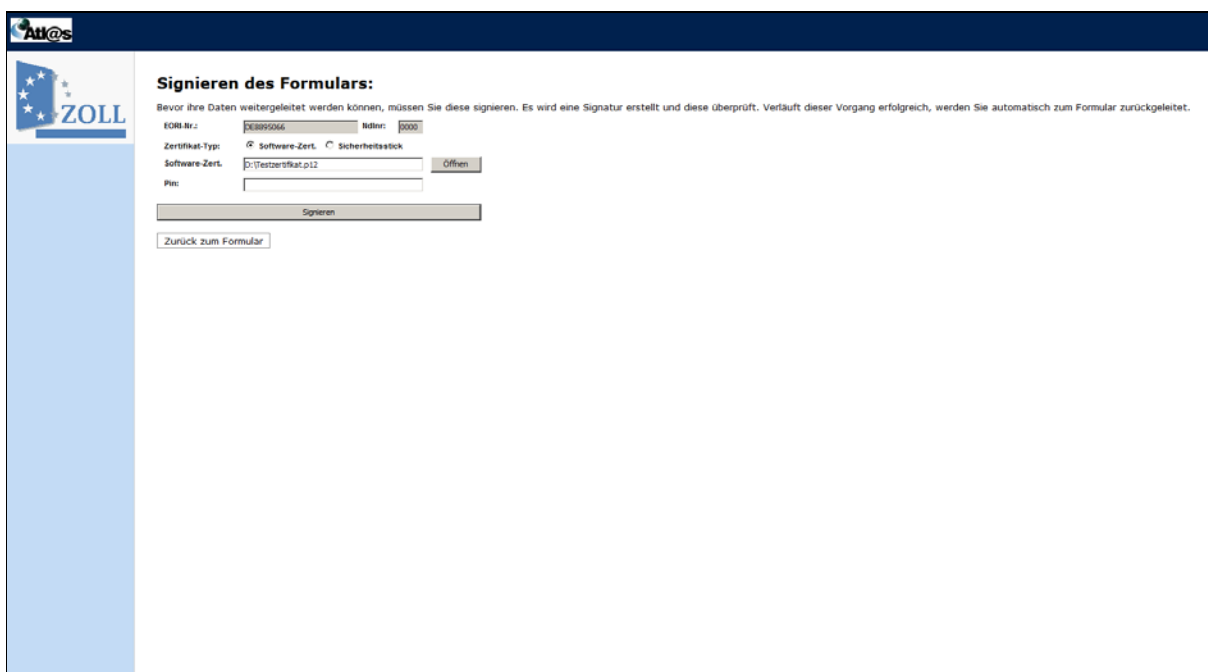 Atl@s
ZOLL
Signieren des Formulars:
Bevor ihre Daten weitergeleitet werden können, müssen Sie diese signieren. Es wird eine Signatur erstellt und diese überprüft. Verläuft dieser Vorgang erfolgreich, werden Sie automatisch zum Formular zurückgeleitet.
EORI-Nr.: DE8895066 Ndlnr: 0000
Zertifikat-Typ: Software-Zert. Sicherheitsstick
Software-Zert. D:\Testzertifikat.p12 Öffnen
Pin:
Signieren
Zurück zum Formular